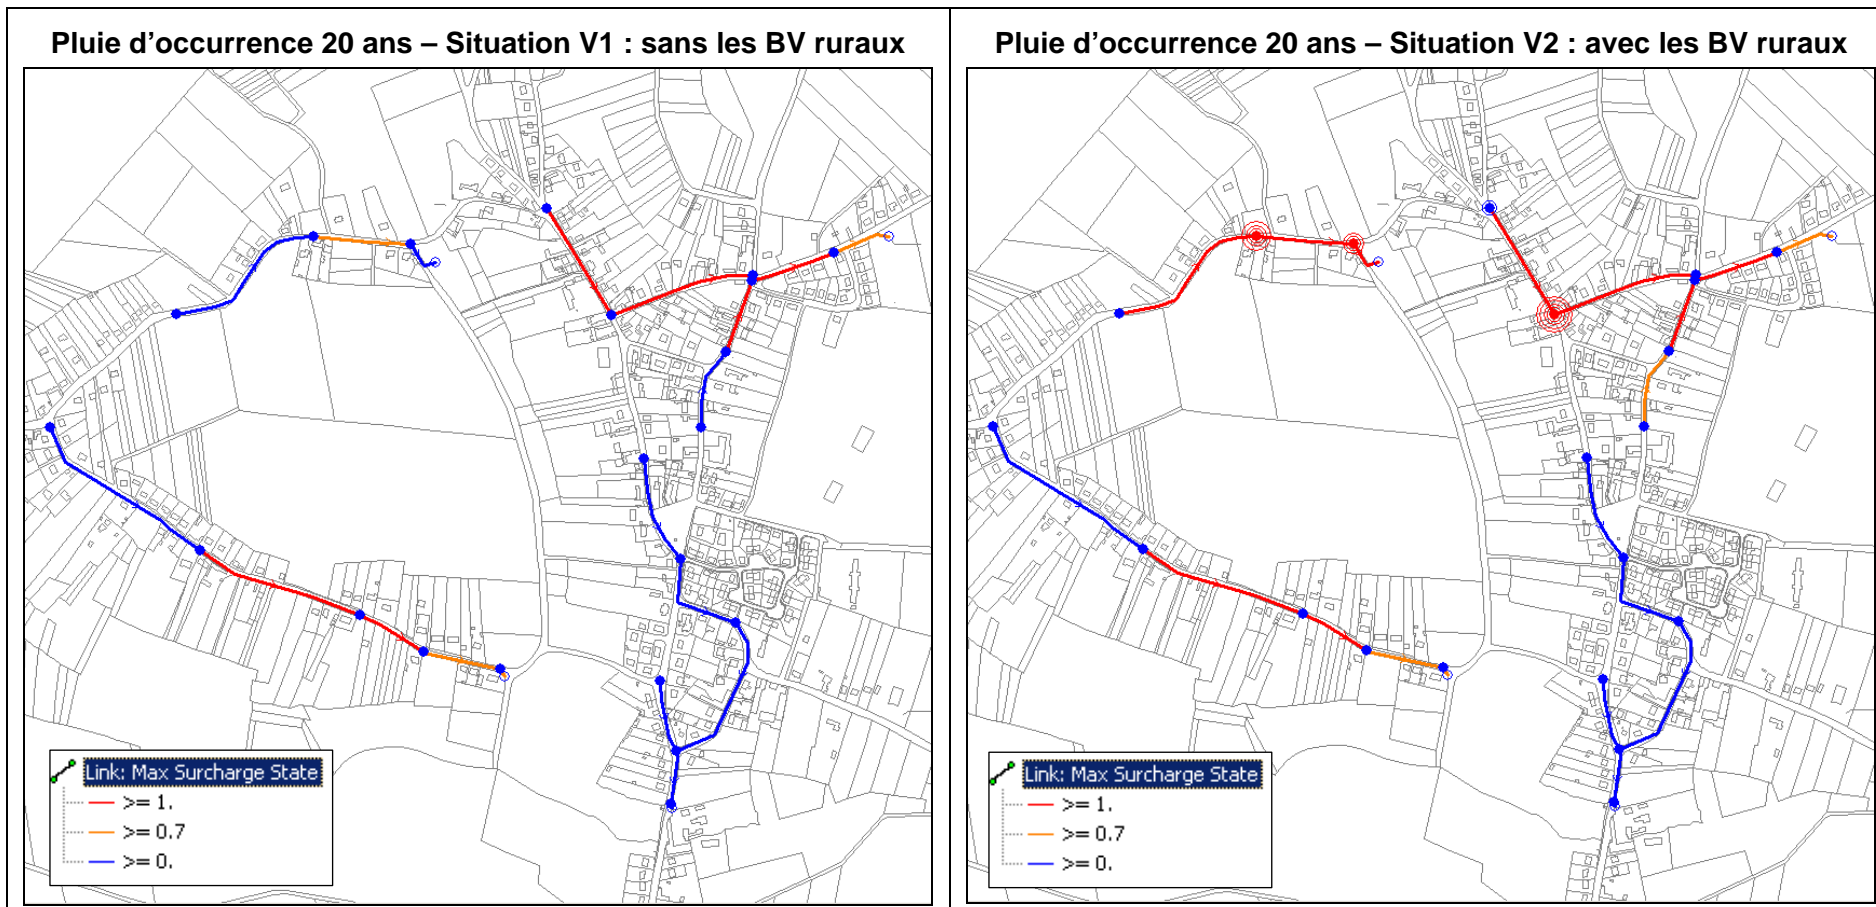 Pluie d'occurrence 20 ans – Situation V1 : sans les BV ruraux
Link: Max Surcharge State
>= 1.
>= 0.7
>= 0.
Pluie d'occurrence 20 ans – Situation V2 : avec les BV ruraux
Link: Max Surcharge State
>= 1.
>= 0.7
>= 0.